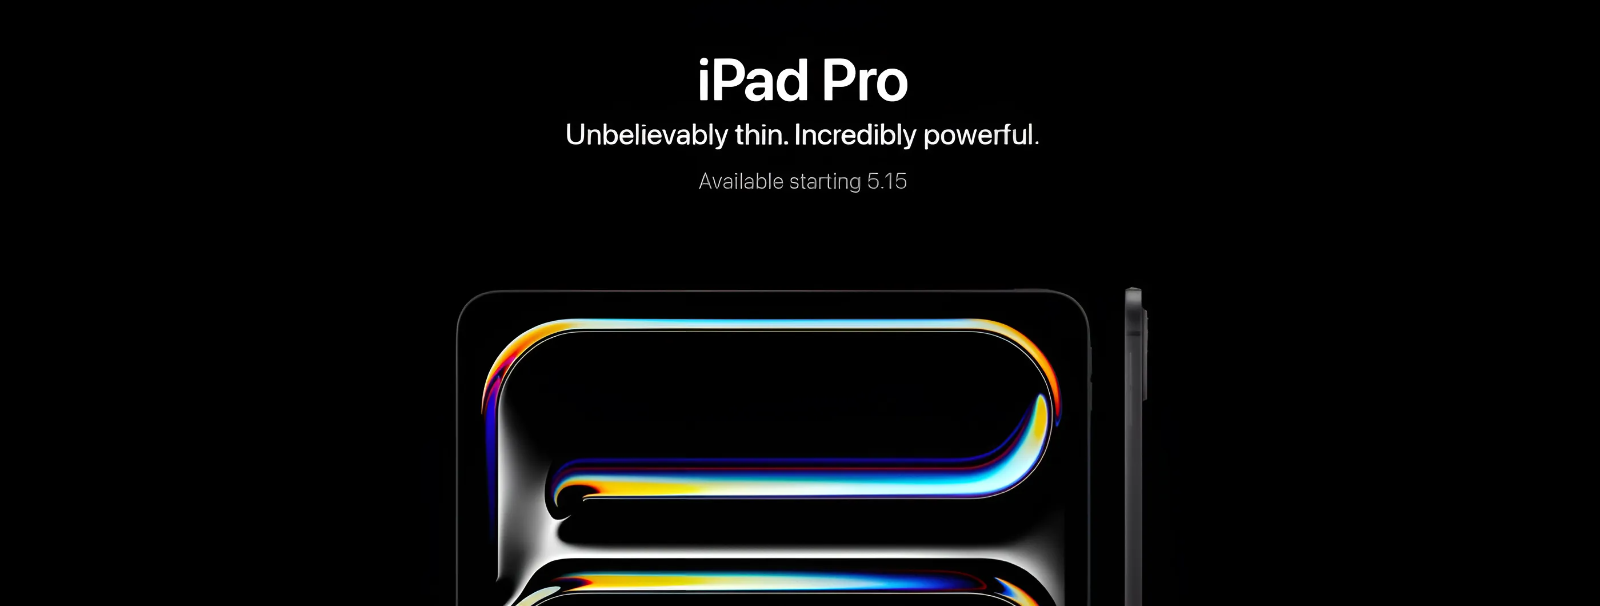 iPad Pro
Unbelievably thin. Incredibly powerful.
Available starting 5.15